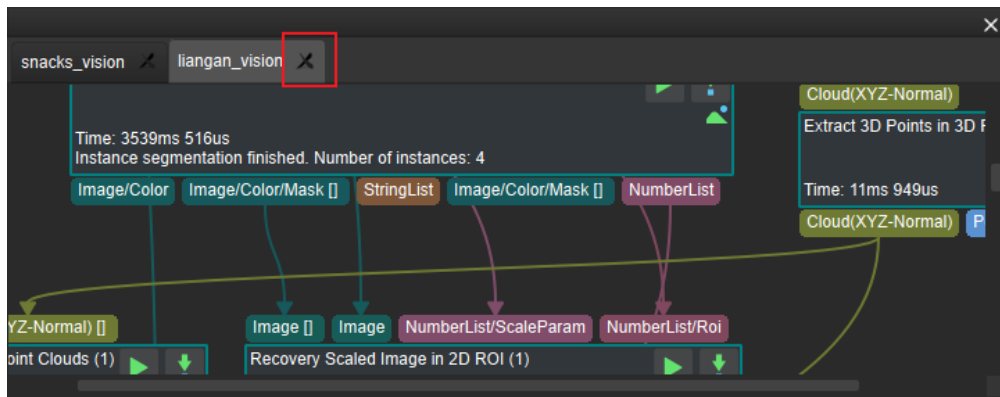 snacks_vision
liangan_vision
Cloud(XYZ-Normal)
Time: 3539ms 516us
Instance segmentation finished. Number of instances: 4
Extract 3D Points in 3D
Image/Color Image/Color/Mask [] StringList Image/Color/Mask [] NumberList
Time: 11ms 949us
Cloud(XYZ-Normal) P
YZ-Normal) [] Image [] Image NumberList/ScaleParam NumberList/Roi
oint Clouds (1) Recovery Scaled Image in 2D ROI (1)